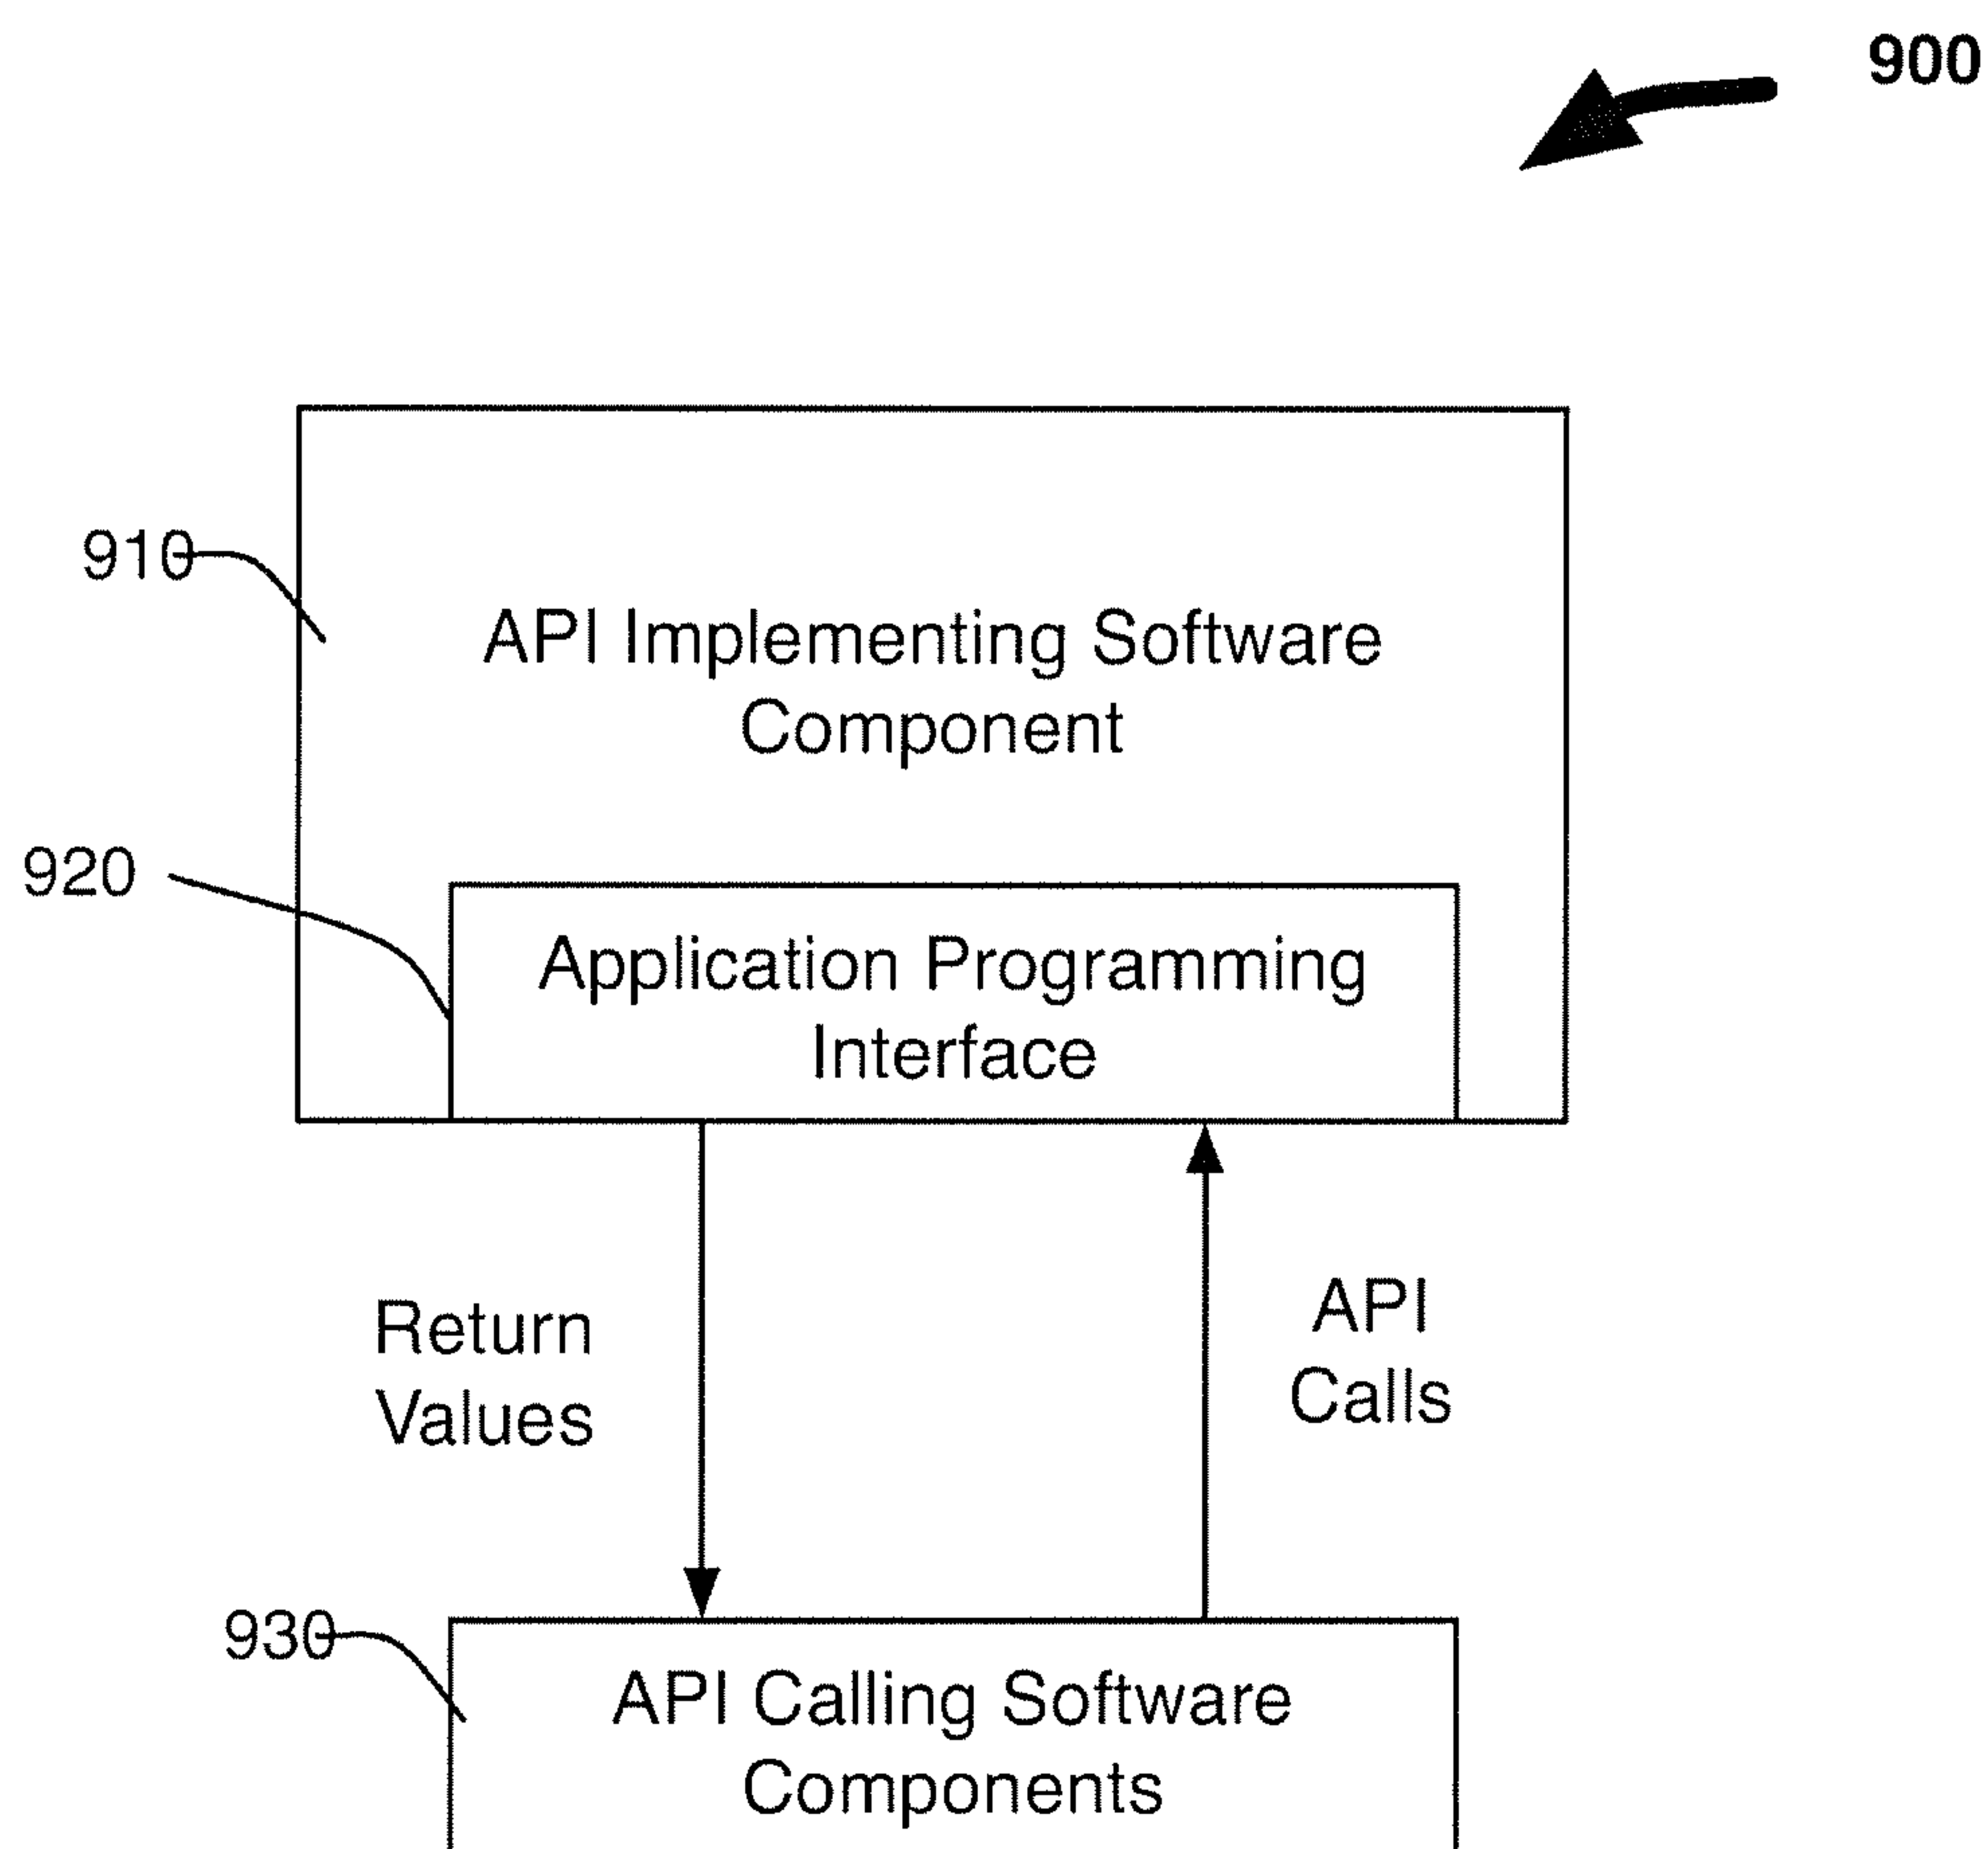 900
910
API Implementing Software
Component
920
Application Programming
Interface
Return
Values
API
Calls
930
API Calling Software
Components